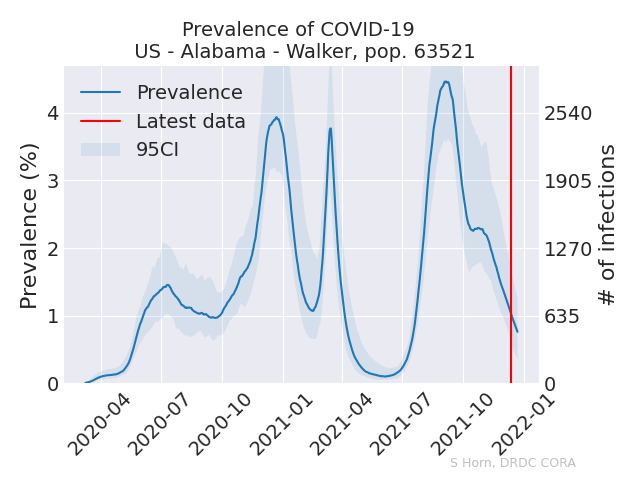 Prevalence of COVID-19
US - Alabama - Walker, pop. 63521
Prevalence
Latest data
95CI
Prevalence (%)
4
3
2
1
0
# of infections
2540
1905
1270
635
0
2020-04
2020-07
2020-10
2021-01
2021-04
2021-07
2021-10
2022-01
S Horn, DRDC CORA